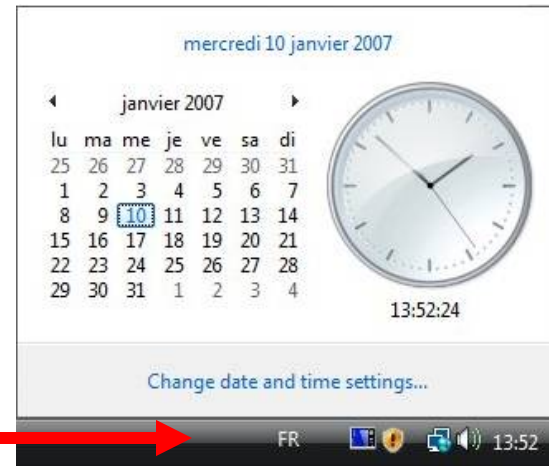 mercredi 10 janvier 2007
janvier 2007
lu ma me je ve sa di
25 26 27 28 29 30 31
1 2 3 4 5 6 7
8 9 10 11 12 13 14
15 16 17 18 19 20 21
22 23 24 25 26 27 28
29 30 31 1 2 3 4
13:52:24
Change date and time settings...
FR 13:52